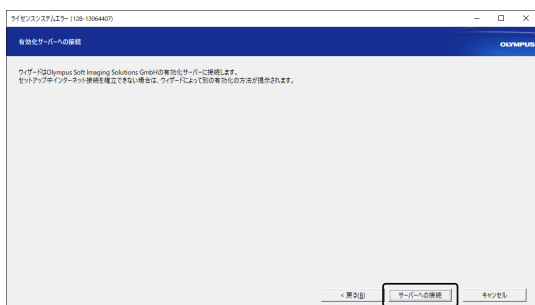 ライセンスシステムエラー (128-13064407)
有効化サーバーへの接続
OLYMPUS
ウィザードはOlympus Soft Imaging Solutions GmbHの有効化サーバーに接続します。
セットアップ中インターネット接続を確立できない場合は、ウィザードによって別の有効化の方法が提示されます。
< 戻る(B)
サーバーへの接続
キャンセル